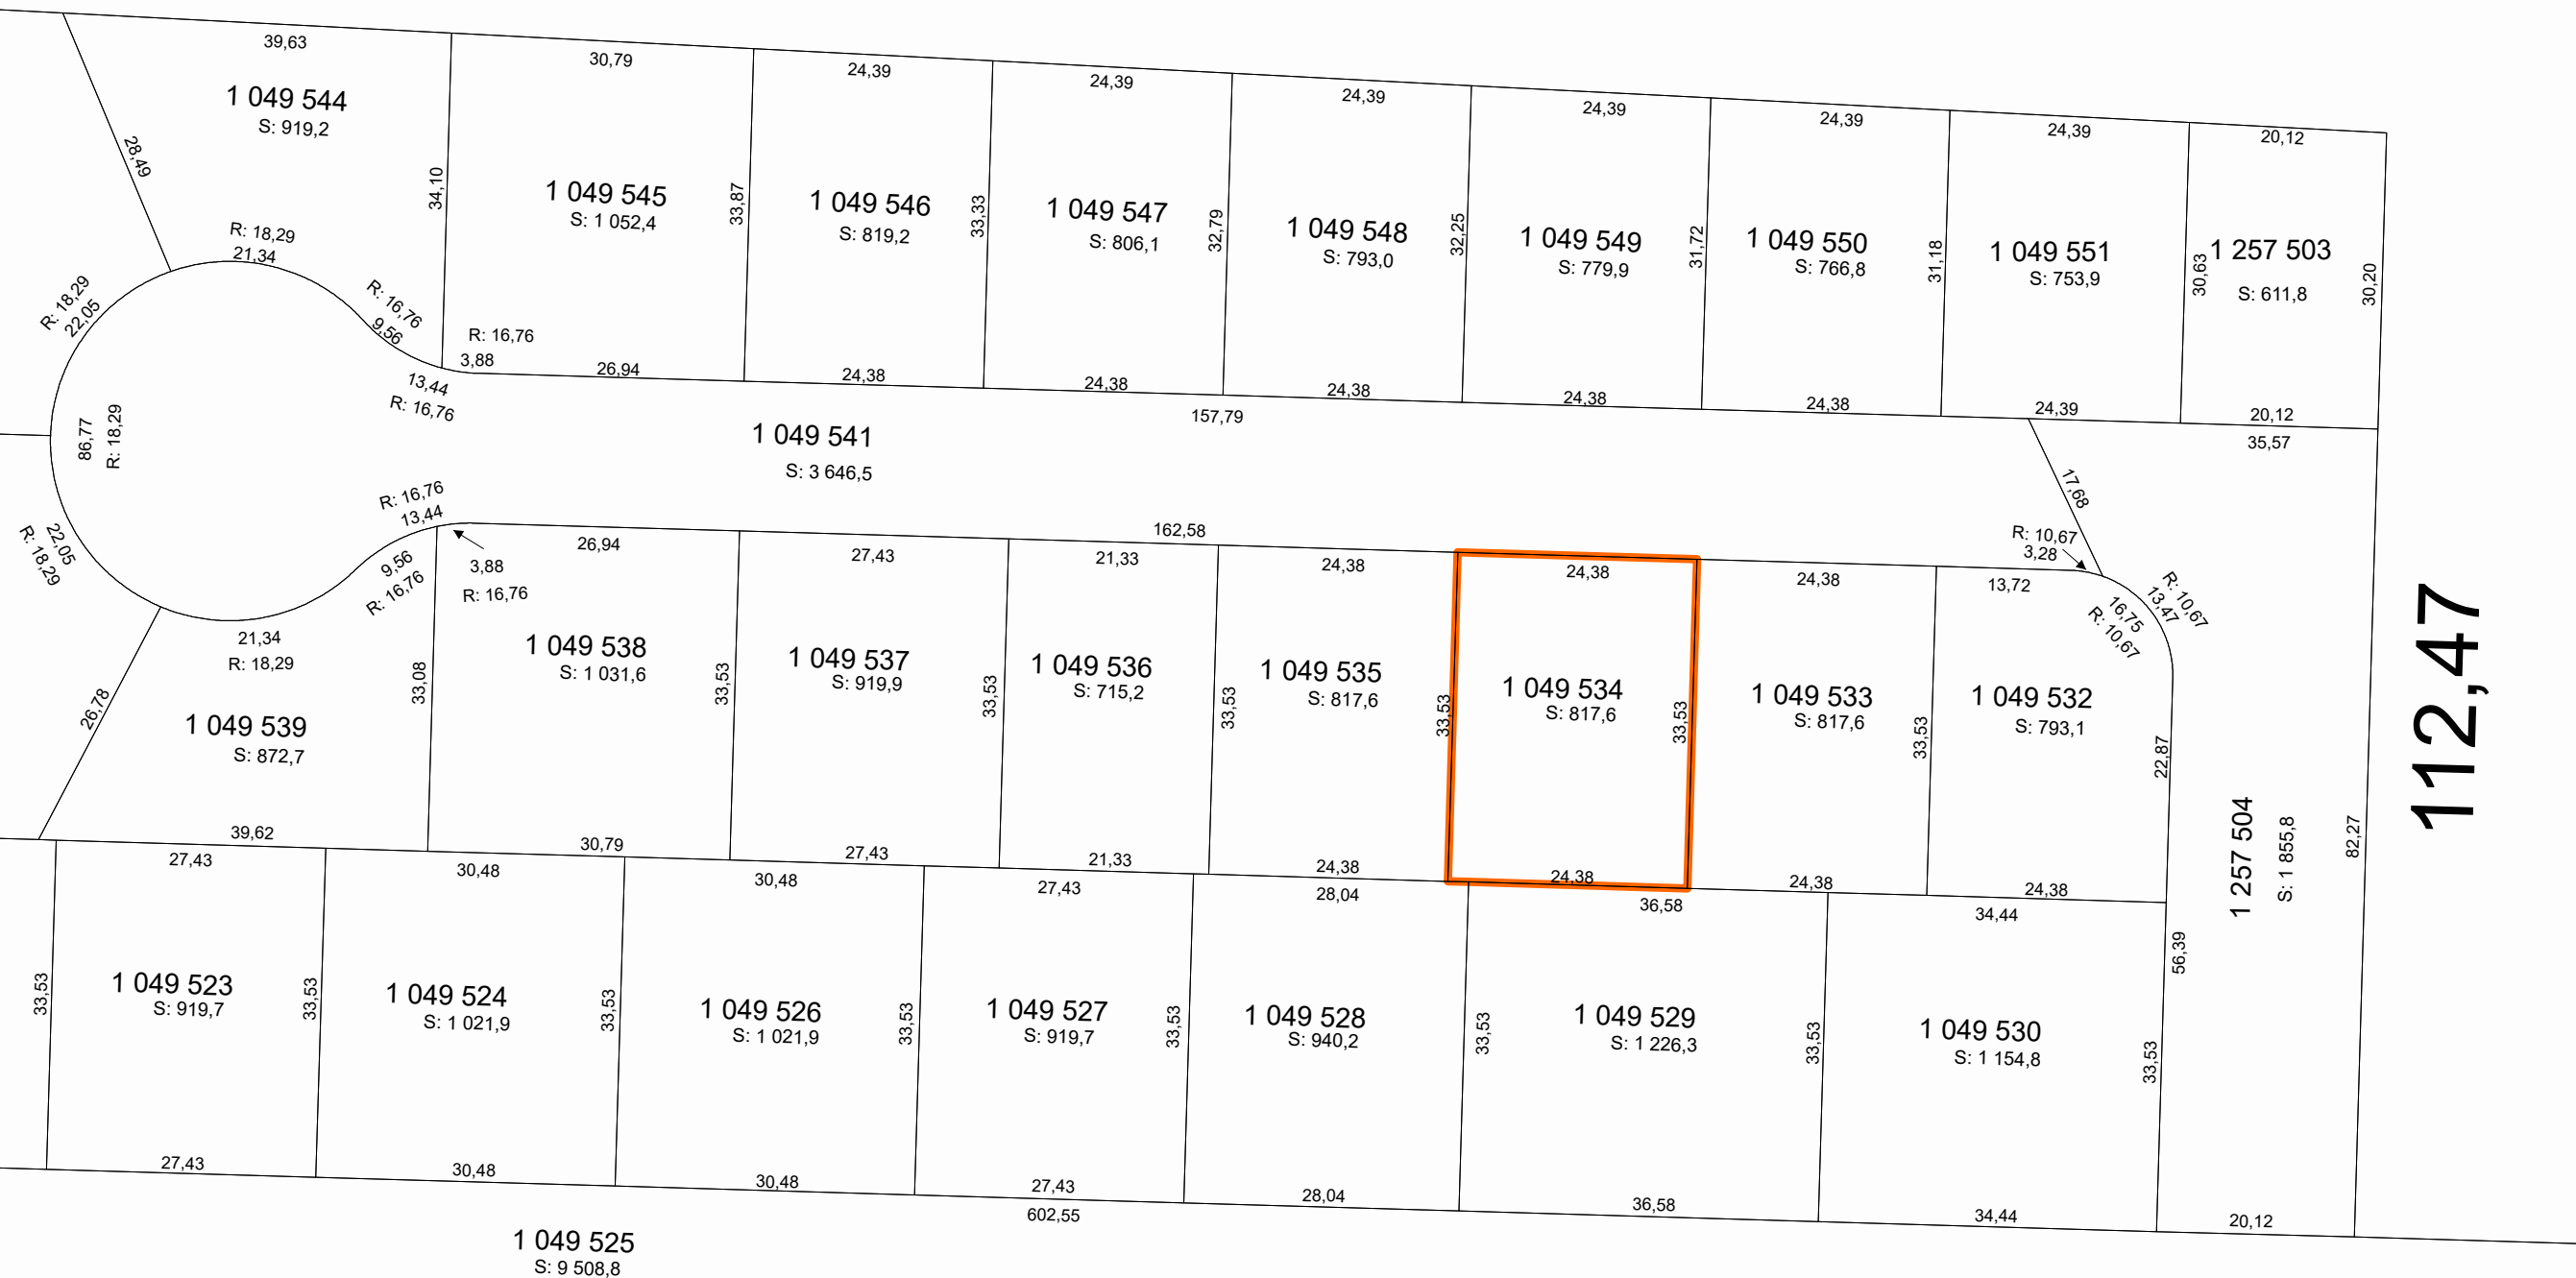 39,63
30,79
24,39
24,39
24,39
24,39
24,39
24,39
20,12
1 049 544
S: 919,2
28,49
34,10
1 049 545
S: 1 052,4
33,87
1 049 546
S: 819,2
33,33
1 049 547
S: 806,1
32,79
1 049 548
S: 793,0
32,25
1 049 549
S: 779,9
31,72
1 049 550
S: 766,8
31,18
1 049 551
S: 753,9
30,63
1 257 503
S: 611,8
30,20
R: 18,29
21,34
R: 18,29
22,05
R: 16,76
9,56
R: 16,76
3,88
26,94
24,38
24,38
24,38
24,38
24,38
24,39
20,12
13,44
R: 16,76
157,79
35,57
86,77
R: 18,29
1 049 541
S: 3 646,5
17,68
R: 16,76
13,44
162,58
R: 10,67
3,28
22,05
R: 18,29
9,56
R: 16,76
3,88
R: 16,76
26,94
27,43
21,33
24,38
24,38
24,38
13,72
R: 10,67
13,47
16,75
R: 10,67
21,34
R: 18,29
26,78
1 049 539
S: 872,7
33,08
1 049 538
S: 1 031,6
33,53
1 049 537
S: 919,9
33,53
1 049 536
S: 715,2
33,53
1 049 535
S: 817,6
33,53
1 049 534
S: 817,6
33,53
1 049 533
S: 817,6
33,53
1 049 532
S: 793,1
22,87
1 257 504
S: 1 855,8
82,27
112,47
39,62
30,79
27,43
21,33
24,38
24,38
24,38
24,38
27,43
30,48
30,48
27,43
28,04
36,58
34,44
56,39
33,53
1 049 523
S: 919,7
33,53
1 049 524
S: 1 021,9
33,53
1 049 526
S: 1 021,9
33,53
1 049 527
S: 919,7
33,53
1 049 528
S: 940,2
33,53
1 049 529
S: 1 226,3
33,53
1 049 530
S: 1 154,8
33,53
27,43
30,48
30,48
27,43
28,04
36,58
34,44
20,12
602,55
1 049 525
S: 9 508,8